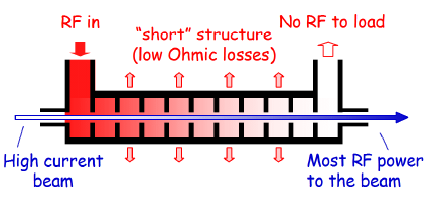 RF in
"short" structure
(low Ohmic losses)
No RF to load
High current
beam
Most RF power
to the beam